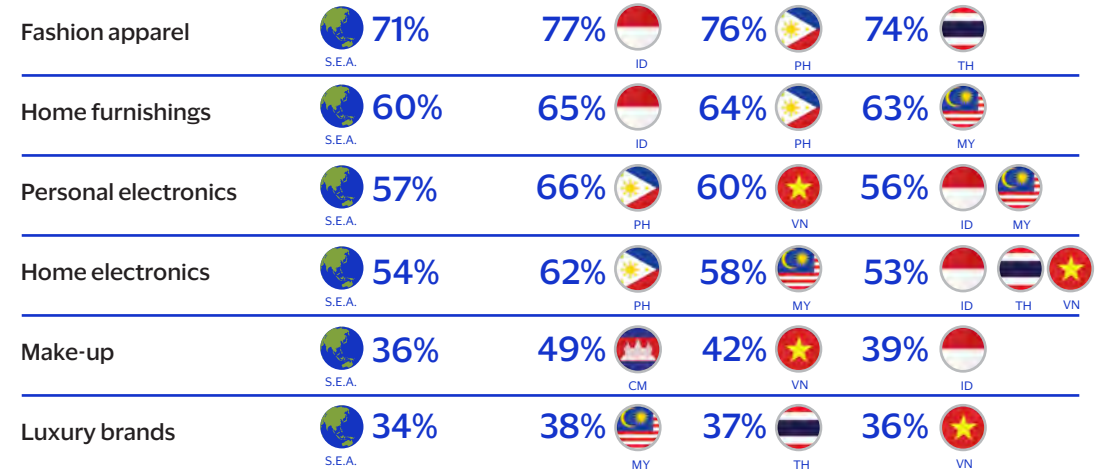 Fashion apparel 71% 77% 76% 74%
S.E.A. ID PH TH
Home furnishings 60% 65% 64% 63%
S.E.A. ID PH MY
Personal electronics 57% 66% 60% 56%
S.E.A. PH VN ID MY
Home electronics 54% 62% 58% 53%
S.E.A. PH MY ID TH VN
Make-up 36% 49% 42% 39%
S.E.A. CM VN ID
Luxury brands 34% 38% 37% 36%
S.E.A. MY TH VN